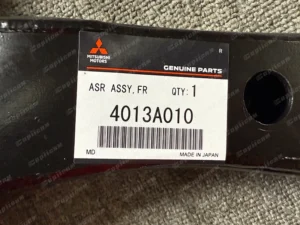 MITSUBISHI
MOTORS
GENUINE PARTS
R
ASR ASSY,FR QTY:1
4013A010
MD MADE IN JAPAN